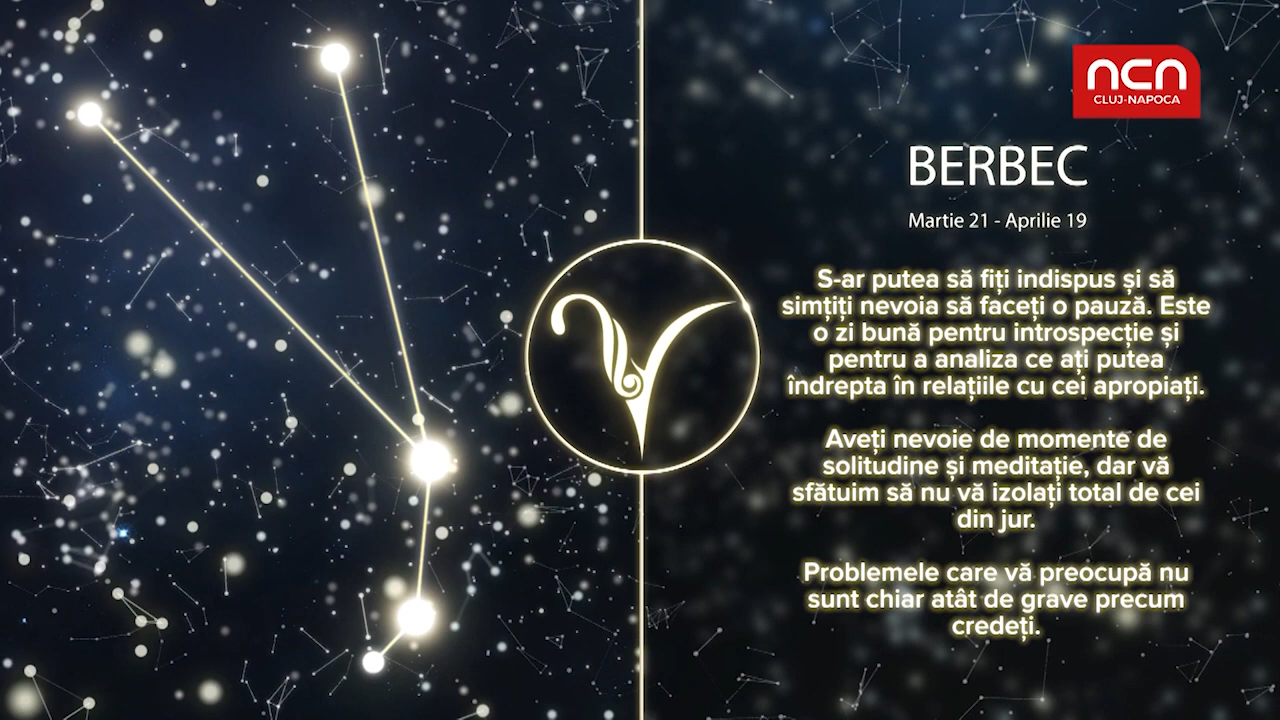 NCN
CLUJ-NAPOCA
BERBEC
Martie 21 - Aprilie 19
S-ar putea să fiți indispus și să
simțiți nevoia să faceți o pauză. Este
o zi bună pentru introspecție și
pentru a analiza ce ați putea
îndrepta în relațiile cu cei apropiați.
Aveți nevoie de momente de
solitudine și meditație, dar vă
sfătuim să nu vă izolați total de cei
din jur.
Problemele care vă preocupă nu
sunt chiar atât de grave precum
credeți.